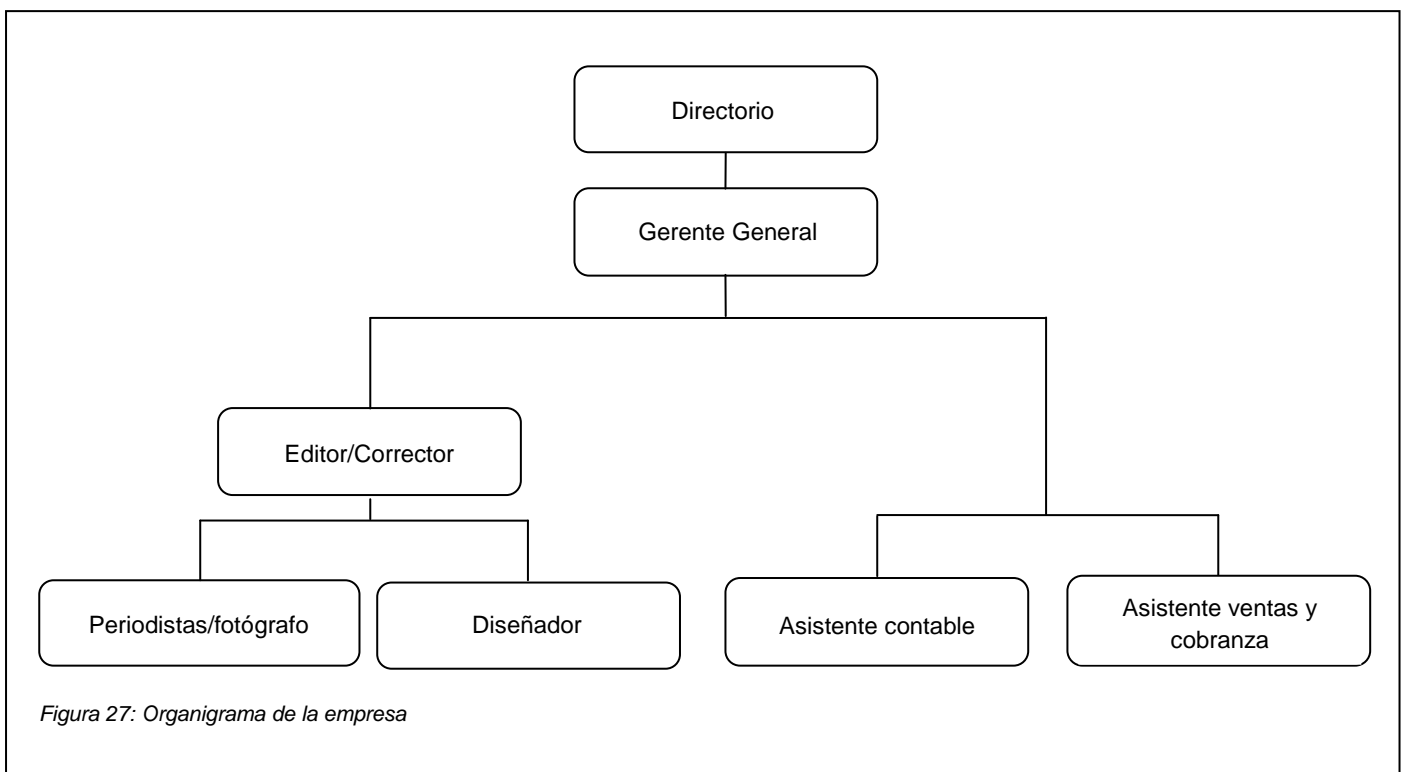 Directorio
Gerente General
Editor/Corrector
Periodistas/fotógrafo
Diseñador
Asistente contable
Asistente ventas y
cobranza
Figura 27: Organigrama de la empresa